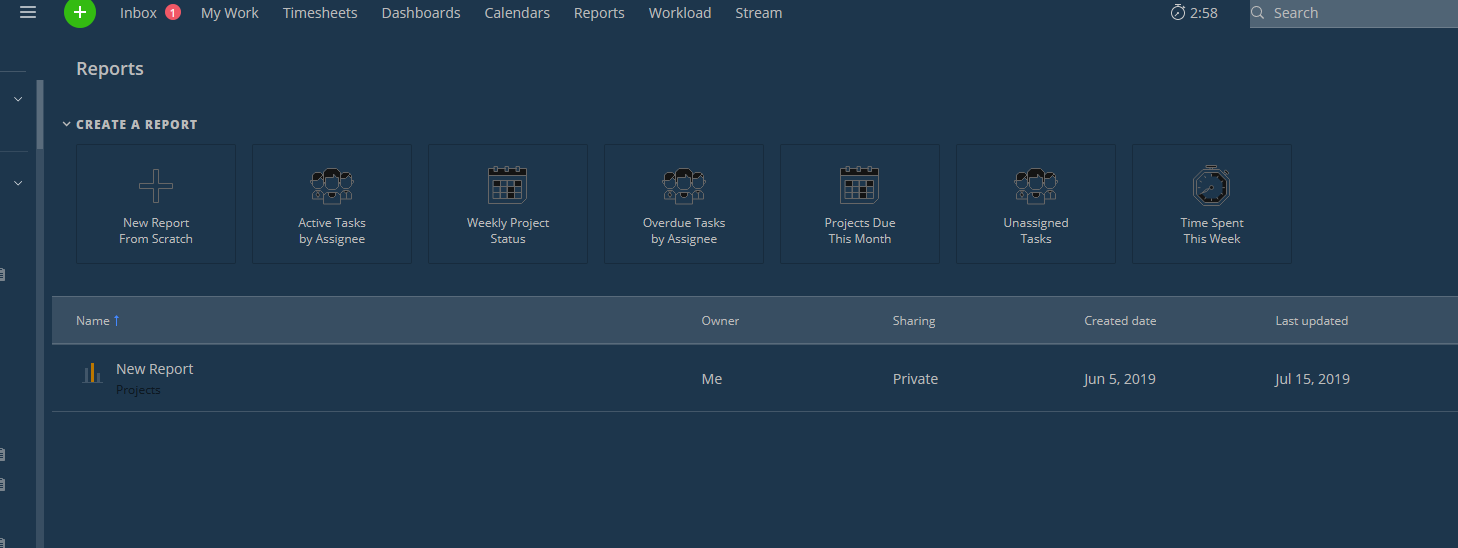 Inbox 1 My Work Timesheets Dashboards Calendars Reports Workload Stream 2:58 Search
Reports
CREATE A REPORT
New Report
From Scratch
Active Tasks
by Assignee
Weekly Project
Status
Overdue Tasks
by Assignee
Projects Due
This Month
Unassigned
Tasks
Time Spent
This Week
Name ↑ Owner Sharing Created date Last updated
New Report
Projects
Me Private Jun 5, 2019 Jul 15, 2019